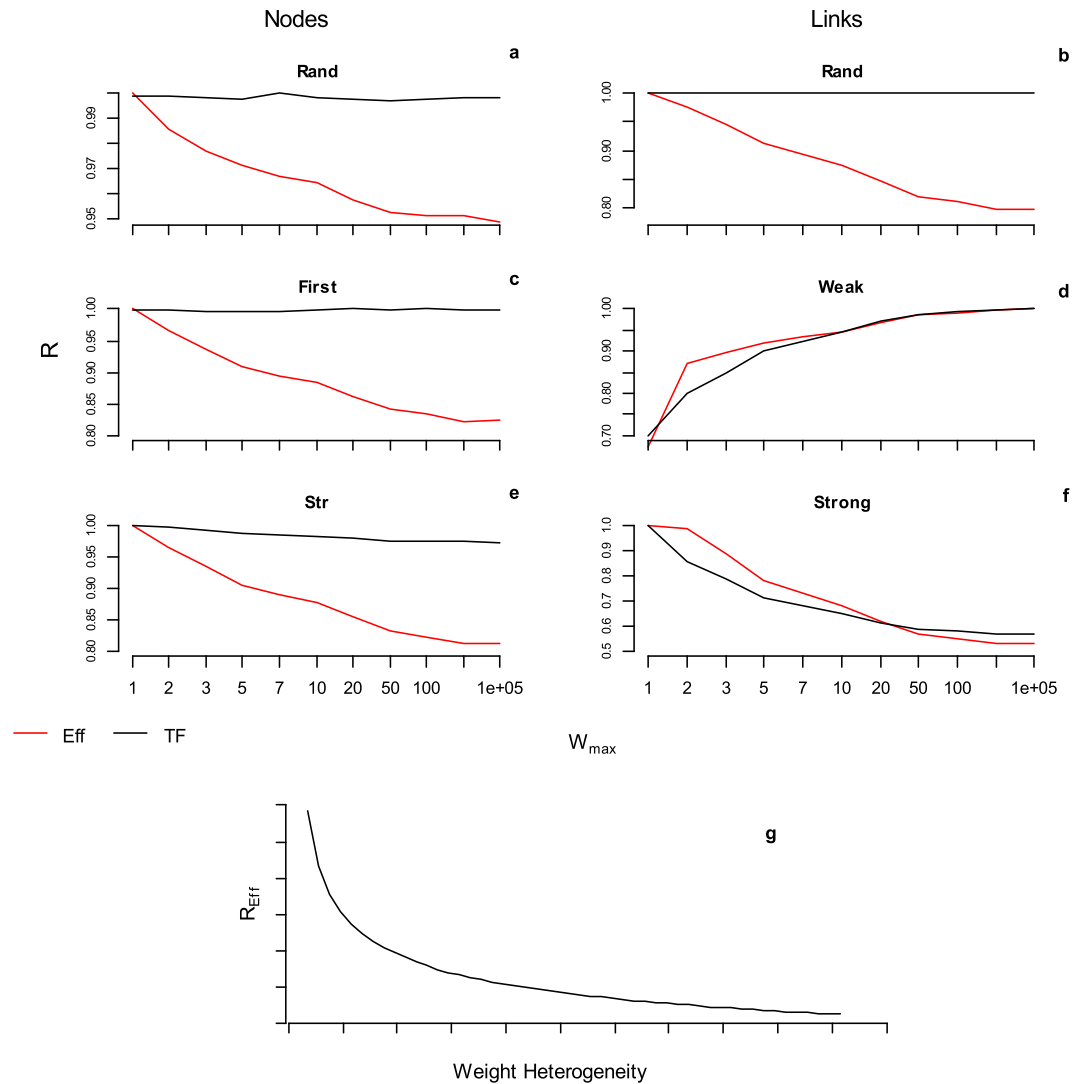 Nodes
Links
a
b
Rand
Rand
0.95 0.97 0.99
0.80 0.90 1.00
c
d
First
Weak
R
0.80 0.85 0.90 0.95 1.00
0.70 0.80 0.90 1.00
e
f
Str
Strong
0.80 0.85 0.90 0.95 1.00
0.5 0.6 0.7 0.8 0.9 1.0
1 2 3 5 7 10 20 50 100 1e+05
1 2 3 5 7 10 20 50 100 1e+05
Eff TF
Wmax
g
REff
Weight Heterogeneity